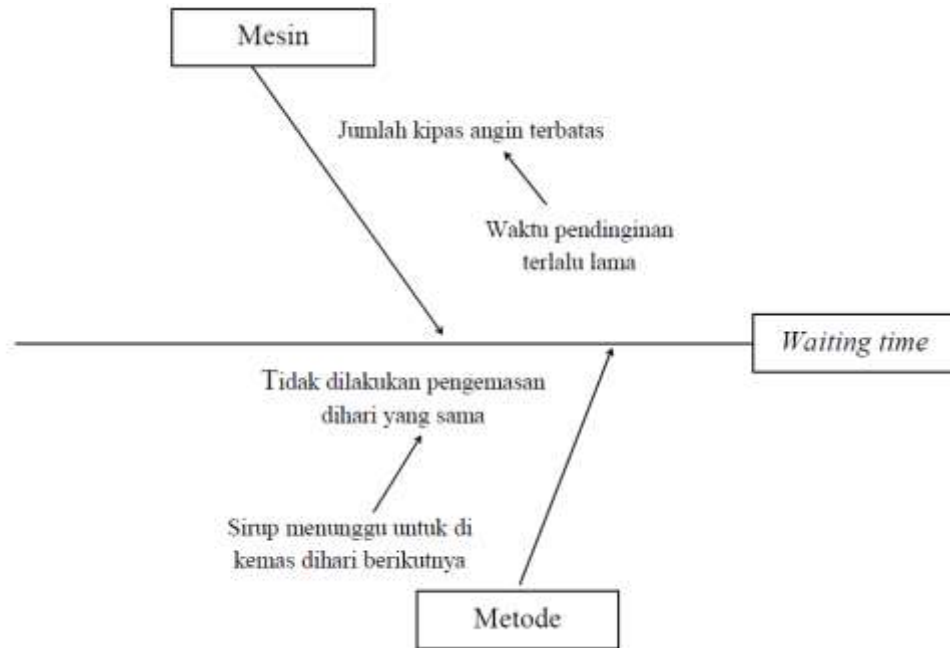 Mesin
Jumlah kipas angin terbatas
Waktu pendinginan
terlalu lama
Waiting time
Tidak dilakukan pengemasan
dihari yang sama
Sirup menunggu untuk di
kemas dihari berikutnya
Metode